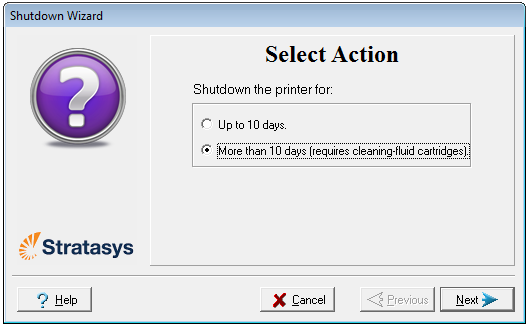 Shutdown Wizard
Select Action
Shutdown the printer for:
Up to 10 days.
More than 10 days (requires cleaning-fluid cartridges).
Stratasys
? Help
Cancel
Previous
Next